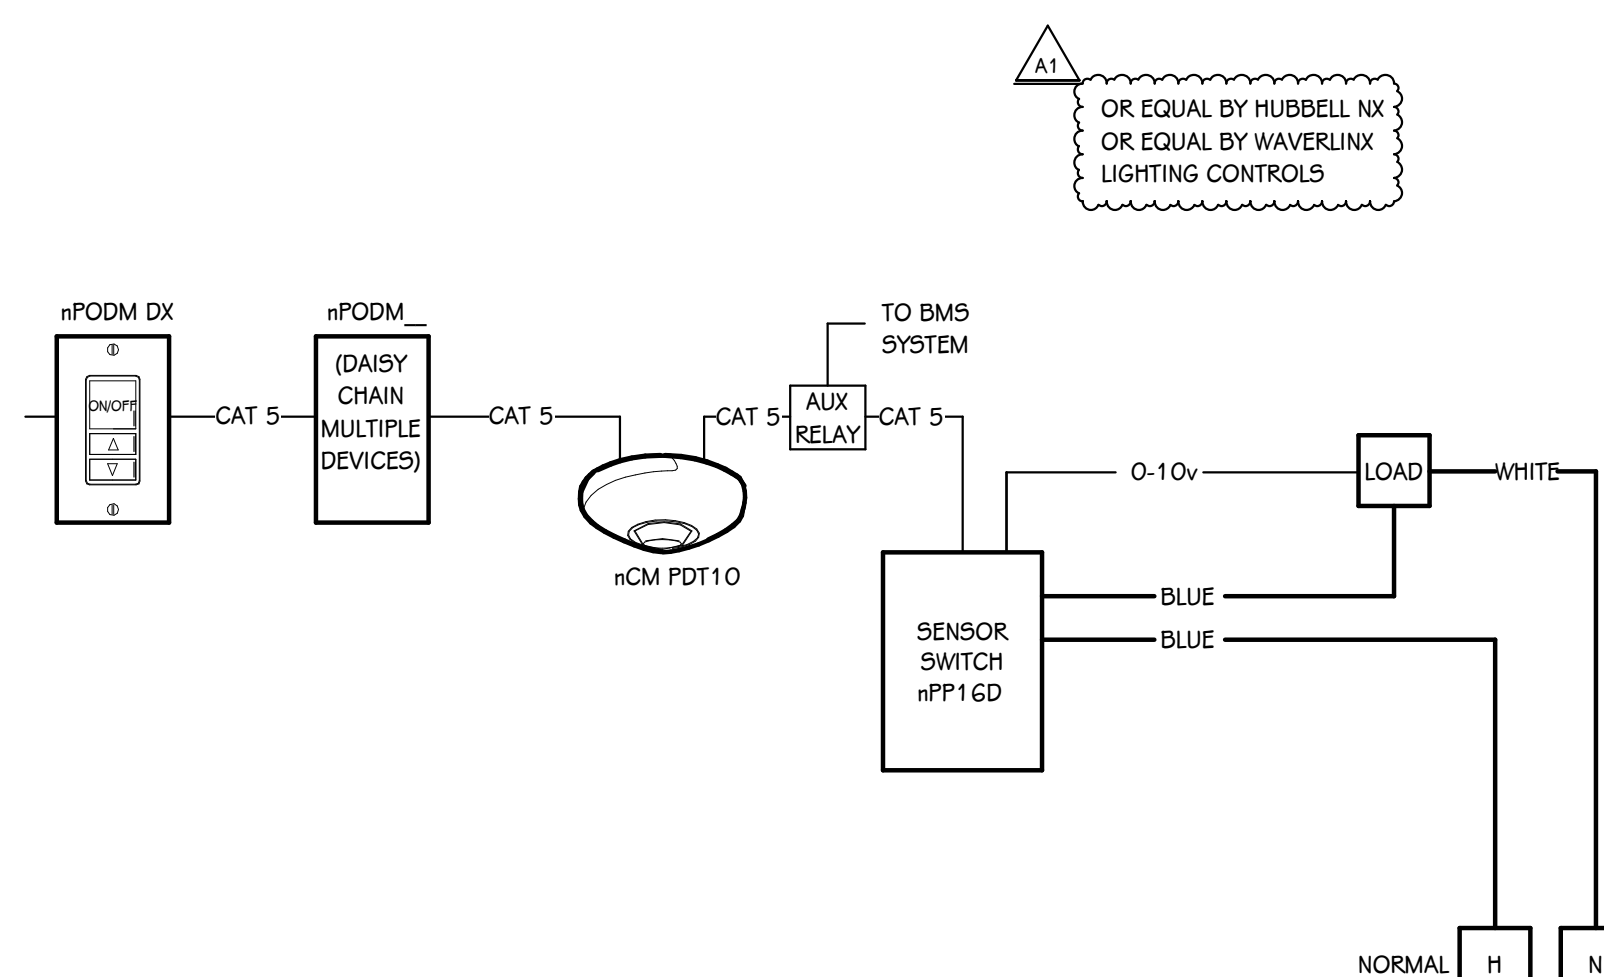 A1
OR EQUAL BY HUBBELL NX
OR EQUAL BY WAVERLINX
LIGHTING CONTROLS
nPODM DX
nPODM__
TO BMS
SYSTEM
ON/OFF
(DAISY
CHAIN
MULTIPLE
DEVICES)
CAT 5
CAT 5
CAT 5
AUX
RELAY
CAT 5
0-10v
LOAD
WHITE
nCM PDT10
BLUE
BLUE
SENSOR
SWITCH
nPP16D
NORMAL
H
N